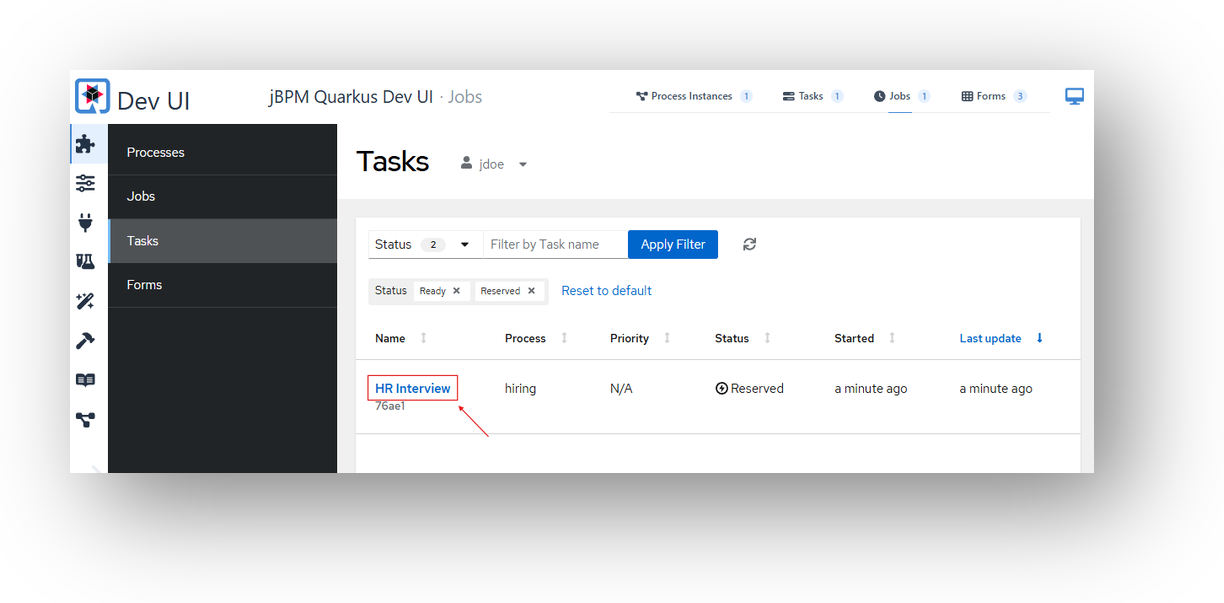 Dev UI
jBPM Quarkus Dev UI · Jobs
Process Instances 1 Tasks 1 Jobs 1 Forms 3
Processes
Jobs
Tasks
Forms
Tasks jdoe
Status 2 Filter by Task name Apply Filter
Status Ready Reserved Reset to default
Name Process Priority Status Started Last update
HR Interview hiring N/A Reserved a minute ago a minute ago
76ae1